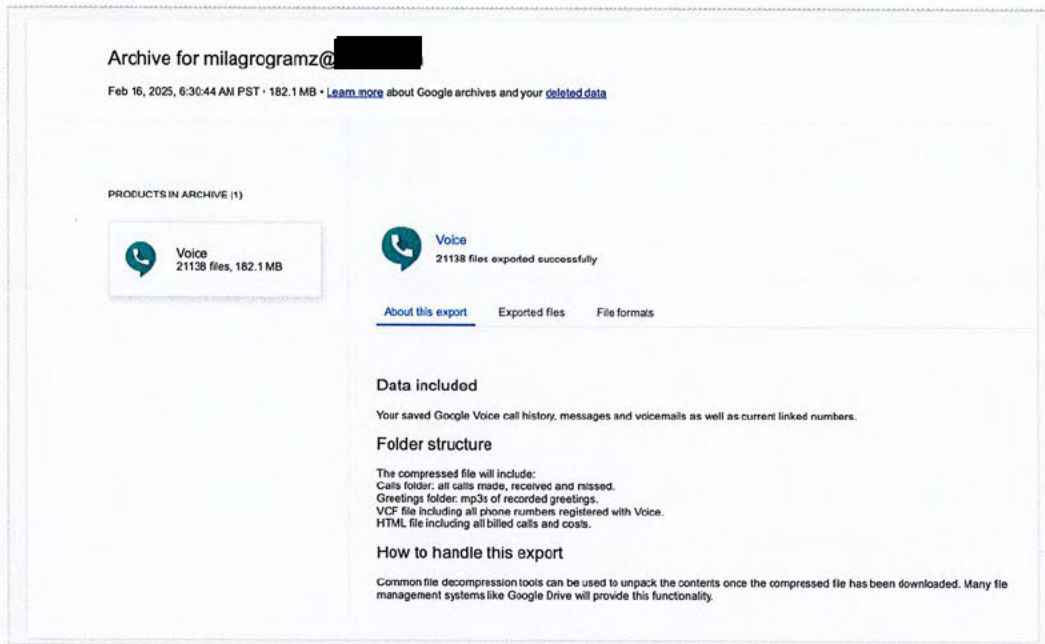 Archive for milagrogramz@
Feb 16, 2025, 6:30:44 AM PST · 182.1 MB • Learn more about Google archives and your deleted data
PRODUCTS IN ARCHIVE (1)
Voice
21138 files, 182.1 MB
Voice
21138 files exported successfully
About this export Exported files File formats
Data included
Your saved Google Voice call history, messages and voicemails as well as current linked numbers.
Folder structure
The compressed file will include:
Calls folder: all calls made, received and missed.
Greetings folder: mp3s of recorded greetings.
VCF file including all phone numbers registered with Voice.
HTML file including all billed calls and costs.
How to handle this export
Common file decompression tools can be used to unpack the contents once the compressed file has been downloaded. Many file
management systems like Google Drive will provide this functionality.